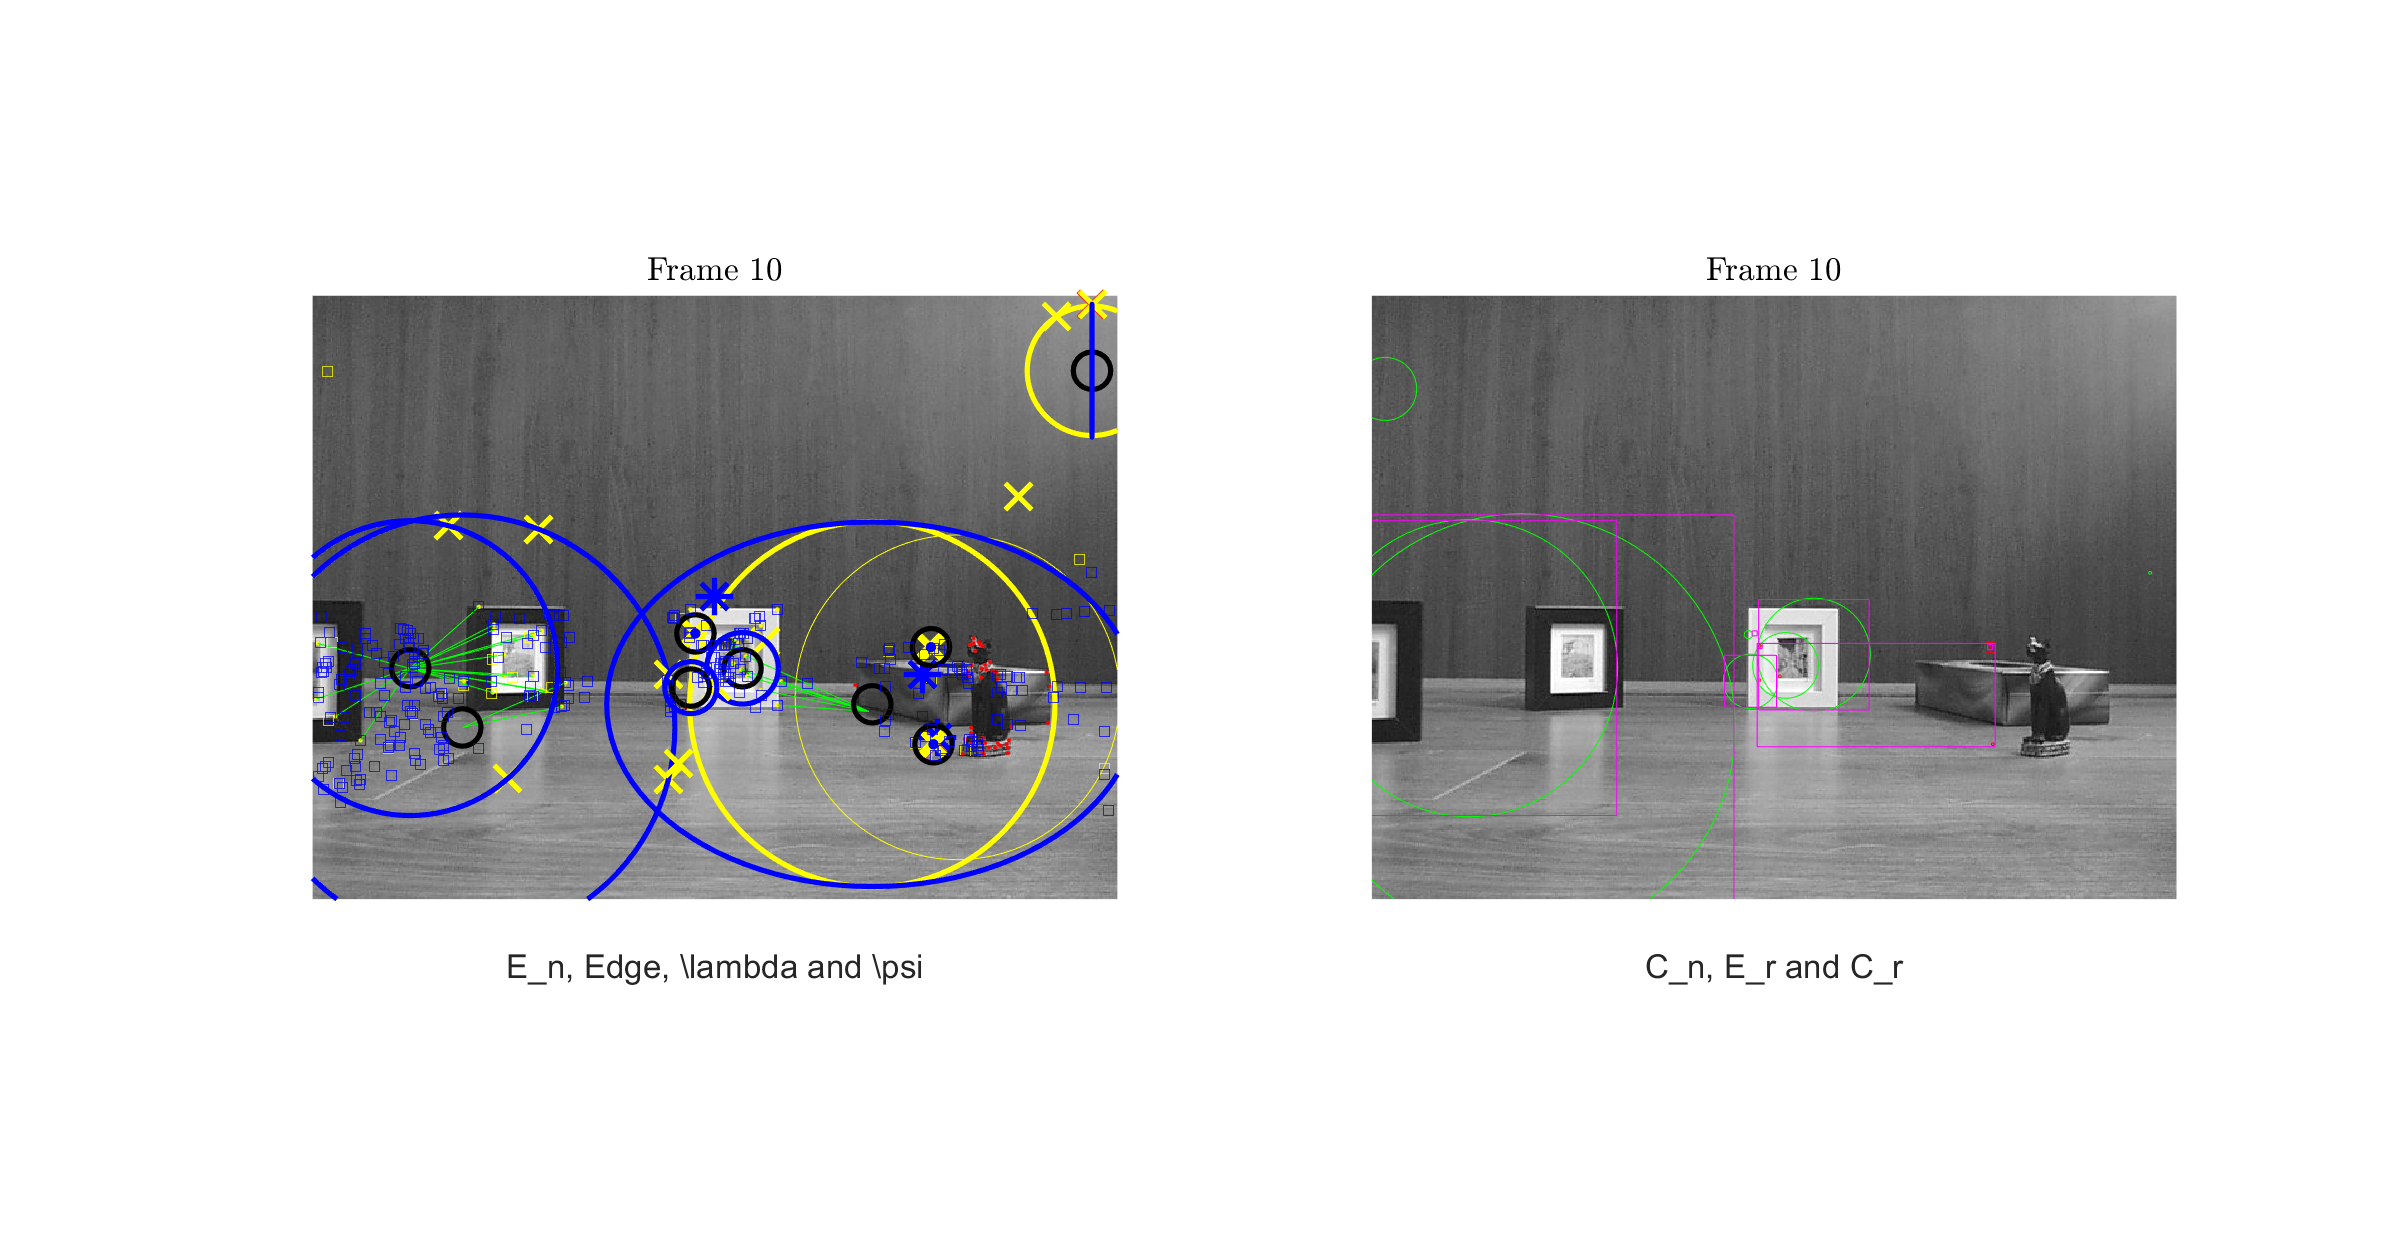 Frame 10
Frame 10
E_n, Edge, \lambda and \psi
C_n, E_r and C_r